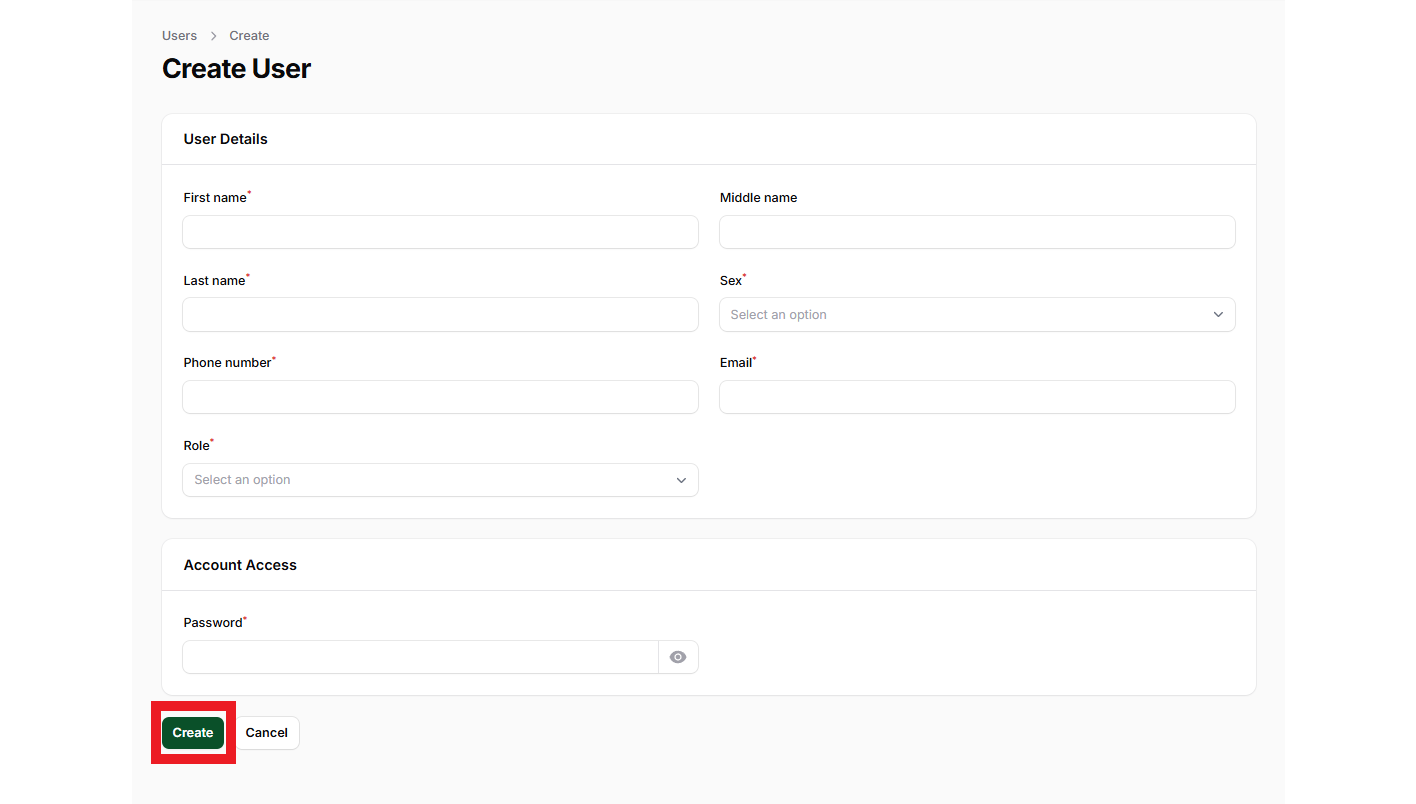 Users > Create
Create User
User Details
First name*
Middle name
Last name*
Sex*
Select an option
Phone number*
Email*
Role*
Select an option
Account Access
Password*
Create
Cancel